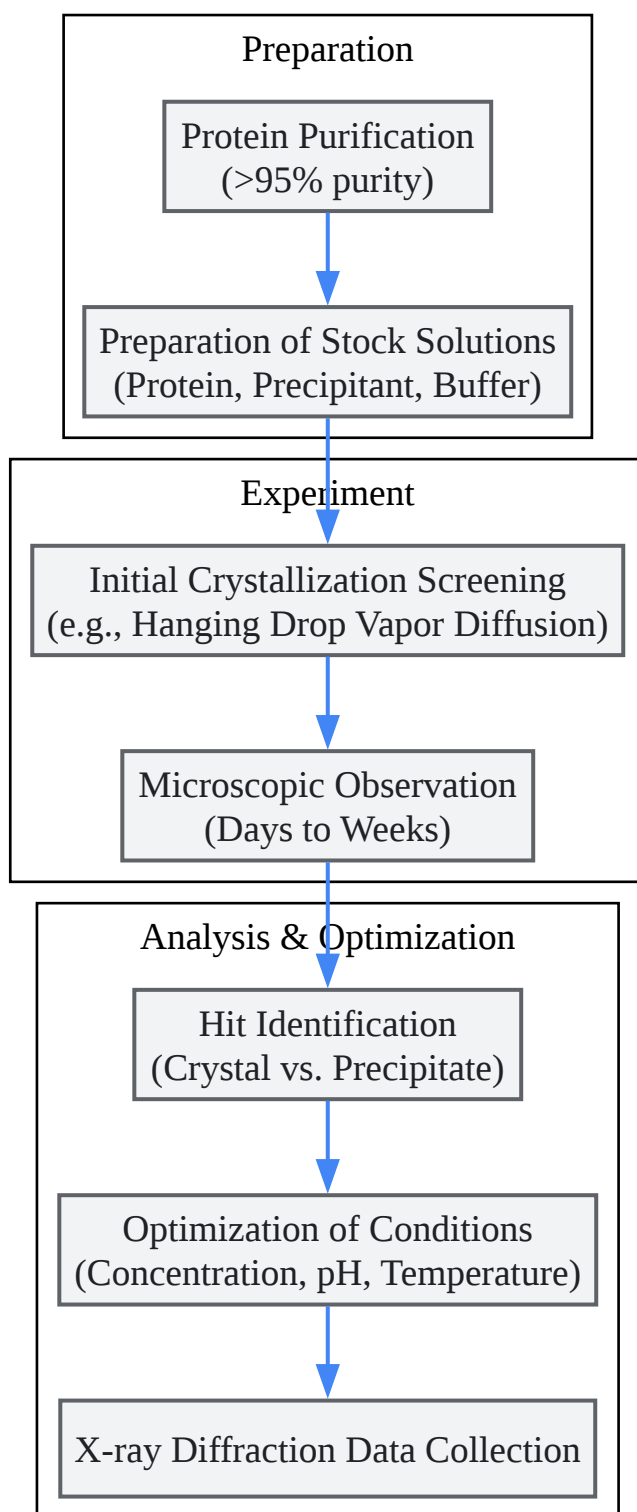 Preparation
Protein Purification
(>95% purity)
Preparation of Stock Solutions
(Protein, Precipitant, Buffer)
Experiment
Initial Crystallization Screening
(e.g., Hanging Drop Vapor Diffusion)
Microscopic Observation
(Days to Weeks)
Analysis & Optimization
Hit Identification
(Crystal vs. Precipitate)
Optimization of Conditions
(Concentration, pH, Temperature)
X-ray Diffraction Data Collection